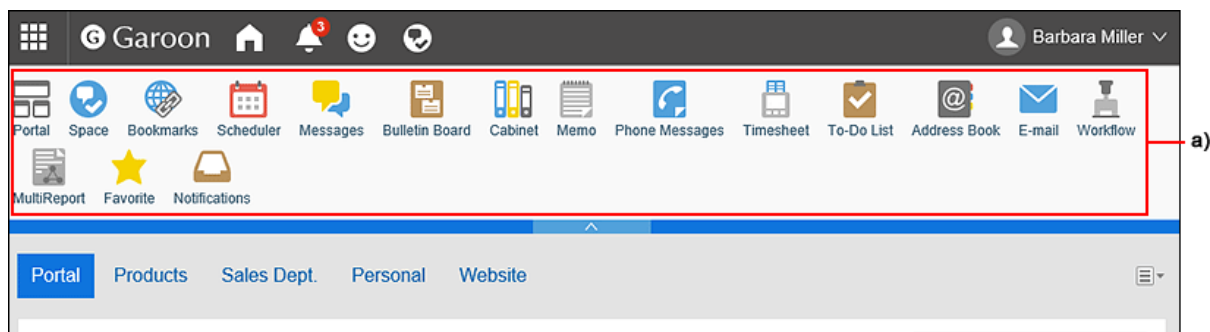 G Garoon 3 Barbara Miller
Portal Space Bookmarks Scheduler Messages Bulletin Board Cabinet Memo Phone Messages Timesheet To-Do List Address Book E-mail Workflow
a)
MultiReport Favorite Notifications
Portal Products Sales Dept. Personal Website